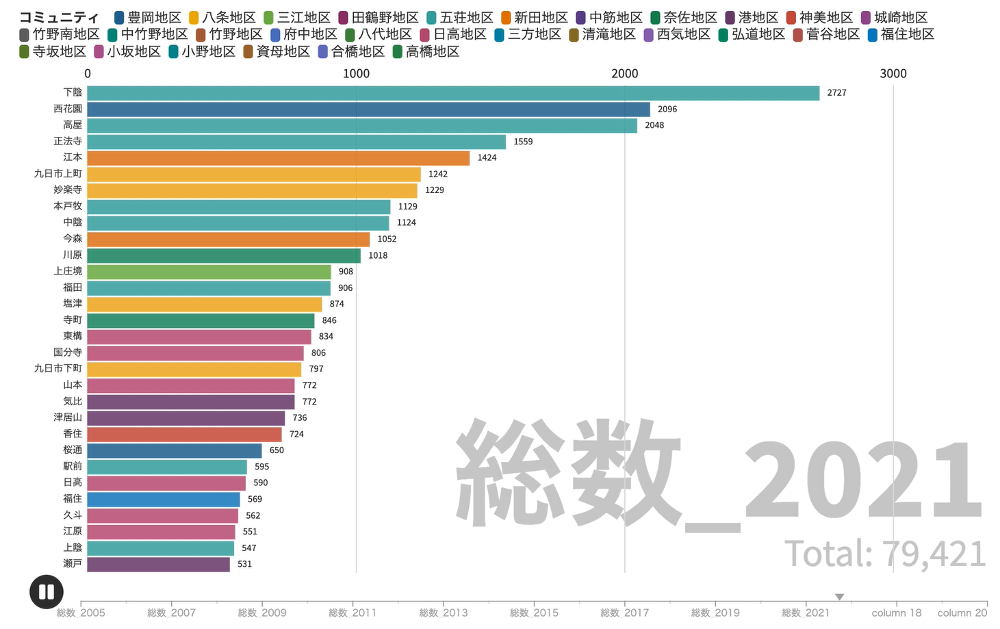 コミュニティ 豊岡地区 八条地区 三江地区 田鶴野地区 五荘地区 新田地区 中筋地区 奈佐地区 港地区 神美地区 城崎地区
竹野南地区 中竹野地区 竹野地区 府中地区 八代地区 日高地区 三方地区 清滝地区 西気地区 弘道地区 菅谷地区 福住地区
寺坂地区 小坂地区 小野地区 資母地区 合橋地区 高橋地区
0 1000 2000 3000
下陰 2727
西花園 2096
高屋 2048
正法寺 1559
江本 1424
九日市上町 1242
妙楽寺 1229
本戸牧 1129
中陰 1124
今森 1052
川原 1018
上庄境 908
福田 906
塩津 874
寺町 846
東構 834
国分寺 806
九日市下町 797
山本 772
気比 772
津居山 736
香住 724
桜通 650
駅前 595
日高 590
福住 569
久斗 562
江原 551
上陰 547
瀬戸 531
総数_2021
Total: 79,421
総数_2005 総数_2007 総数_2009 総数_2011 総数_2013 総数_2015 総数_2017 総数_2019 総数_2021 column 18 column 20